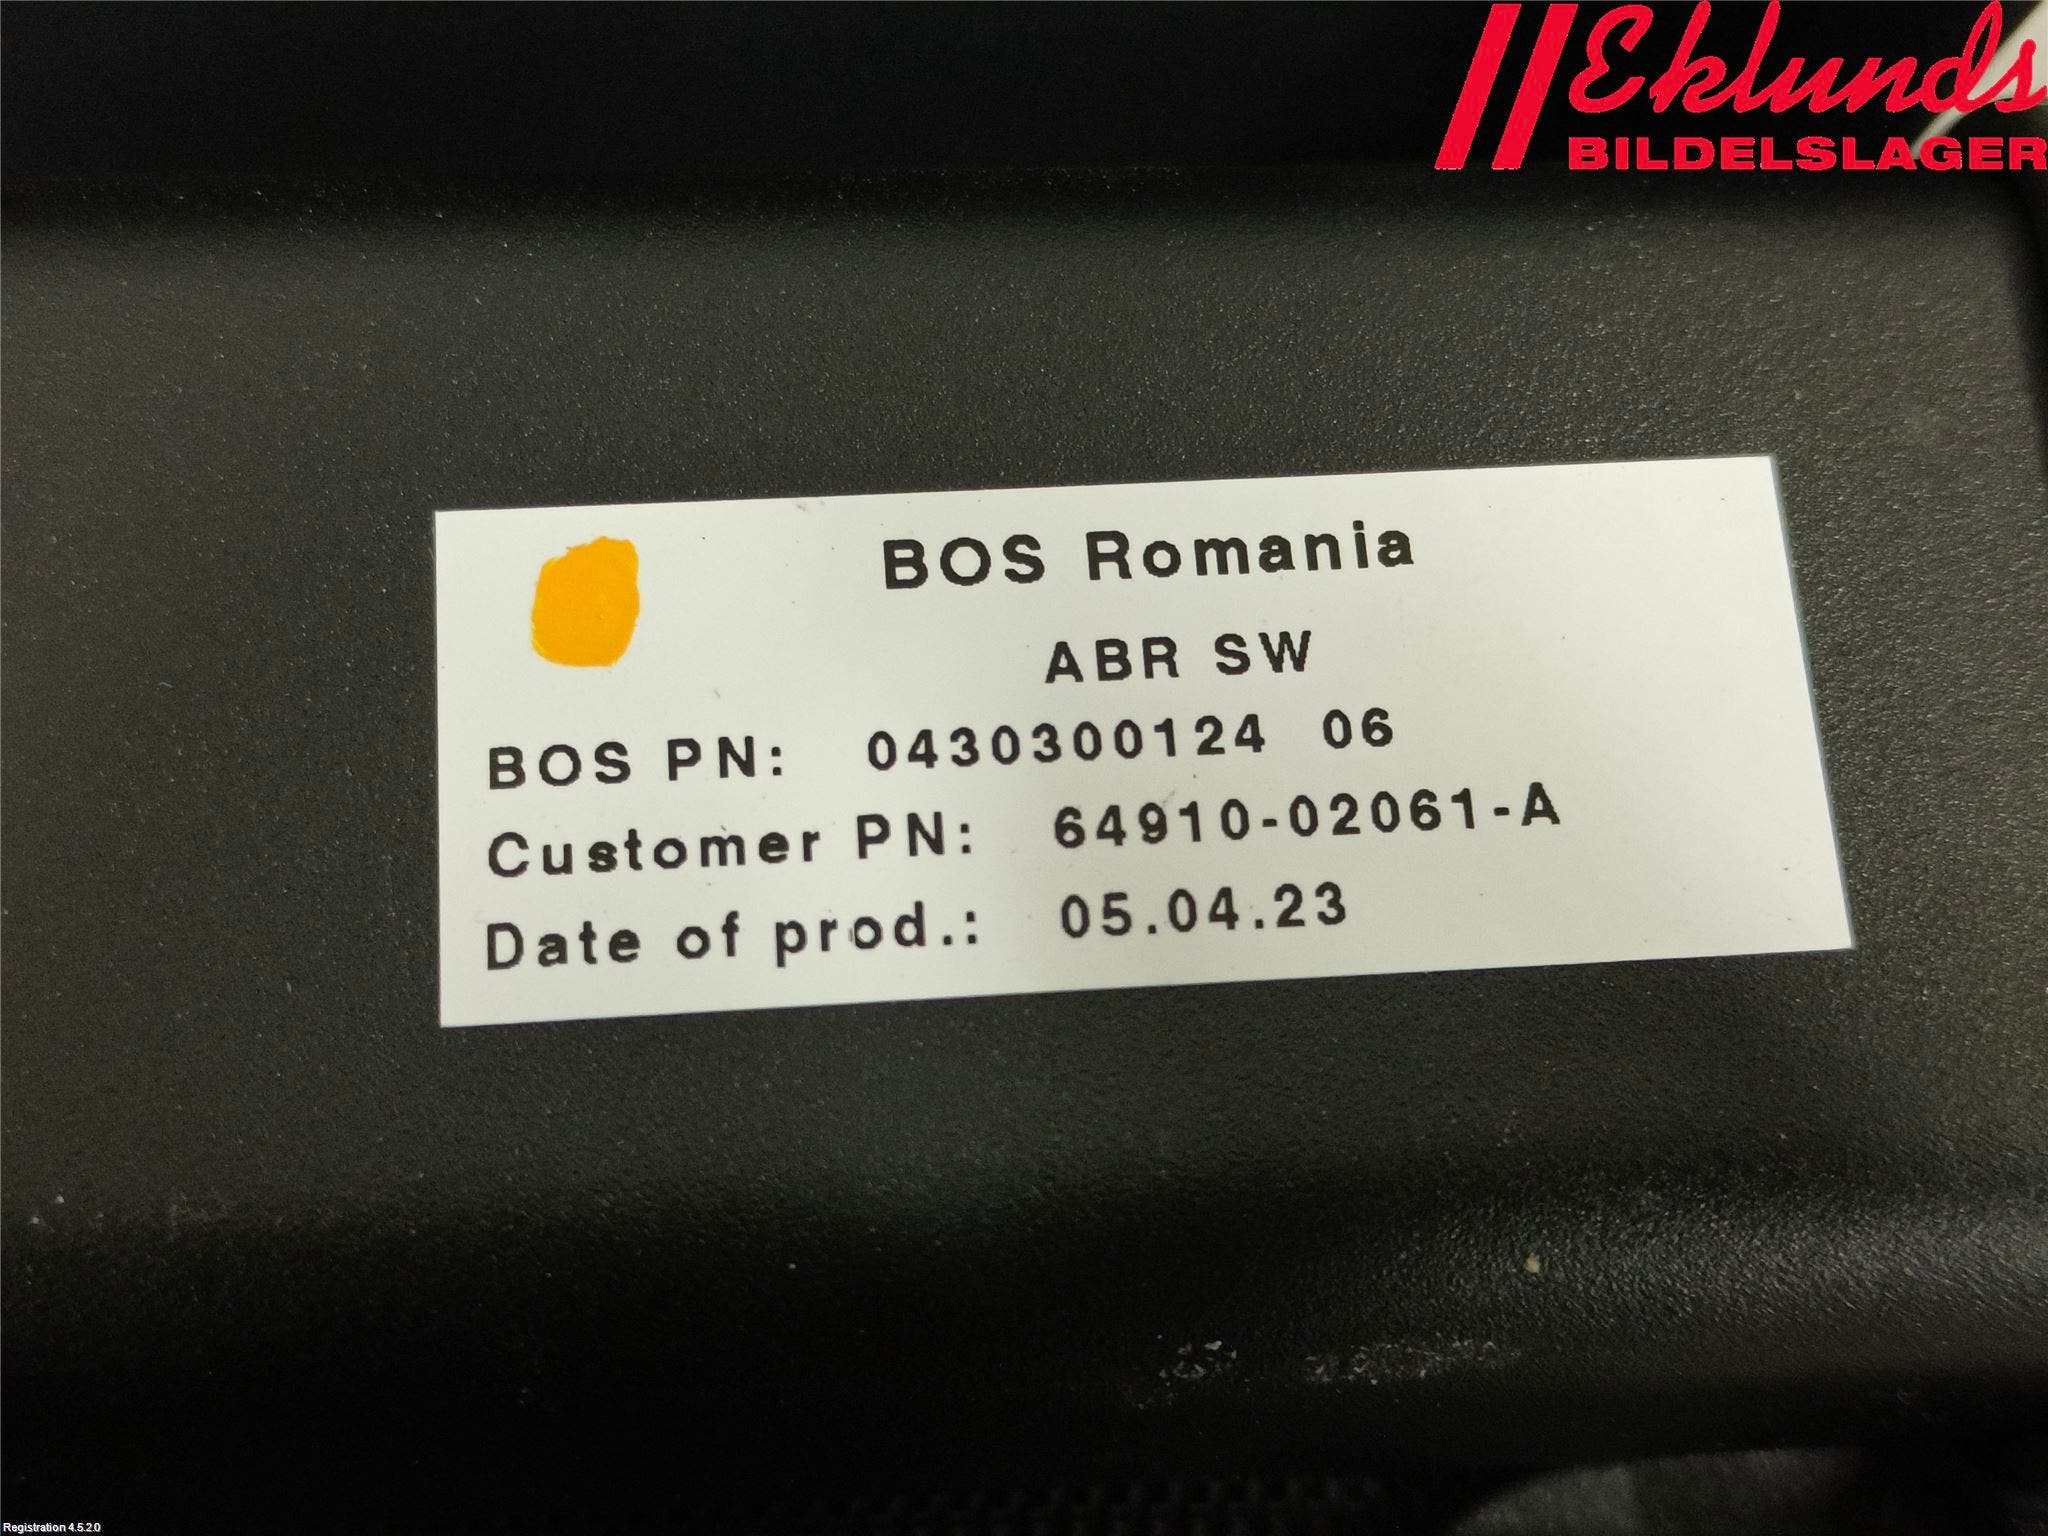 Eklunds
BILDELSLAGER
BOS Romania
ABR SW
BOS PN: 0430300124 06
Customer PN: 64910-02061-A
Date of prod.: 05.04.23
Registration 4.5.2.0